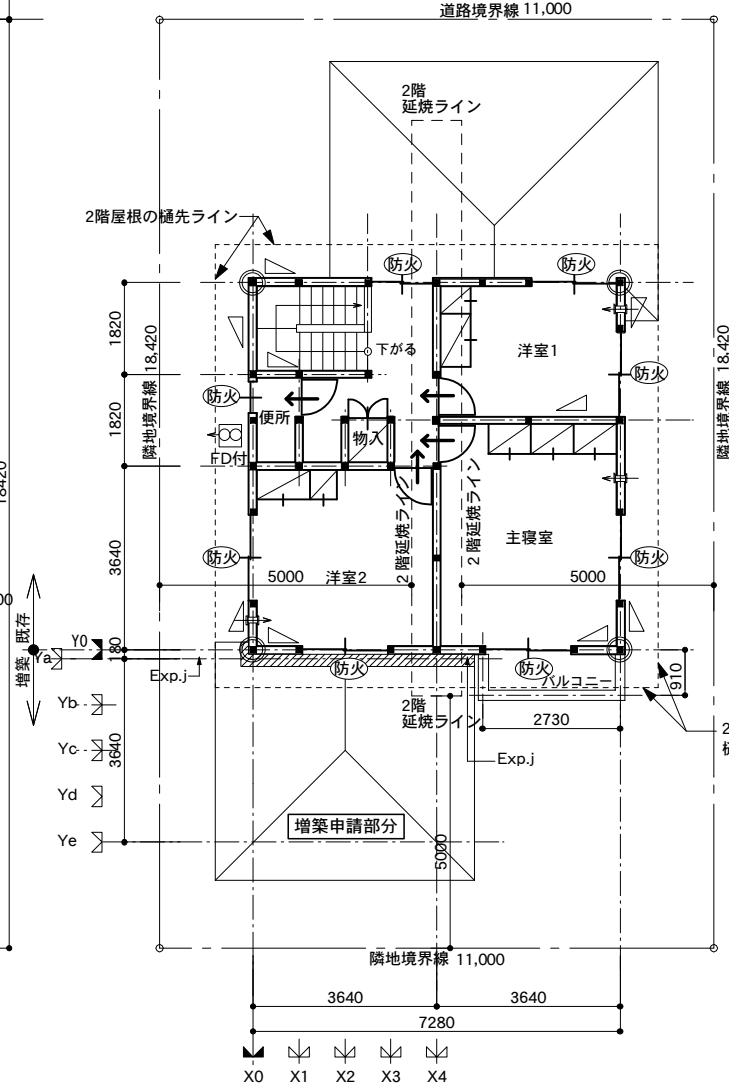 道路境界線 11,000
2階
延焼ライン
2階屋根の樋先ライン
防火
防火
1820
下がる
洋室1
隣地境界線 18,420
隣地境界線 18,420
防火
防火
1820
便所
物入
FD付
18420
2階延焼ライン
2階延焼ライン
主寝室
3640
防火
防火
5000
洋室2
5000
既存
増築
Y0
180
Ya
Exp.j
防火
防火
バルコニー
910
Yb
2階
延焼ライン
2730
Yc
3640
Exp.j
Yd
増築申請部分
Ye
5000
隣地境界線 11,000
3640
3640
7280
X0
X1
X2
X3
X4